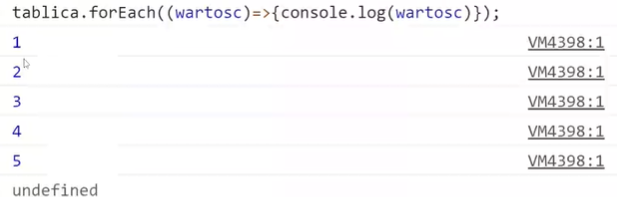 tablica.forEach((wartosc)=>{console.log(wartosc)});
1 VM4398:1
2 VM4398:1
3 VM4398:1
4 VM4398:1
5 VM4398:1
undefined